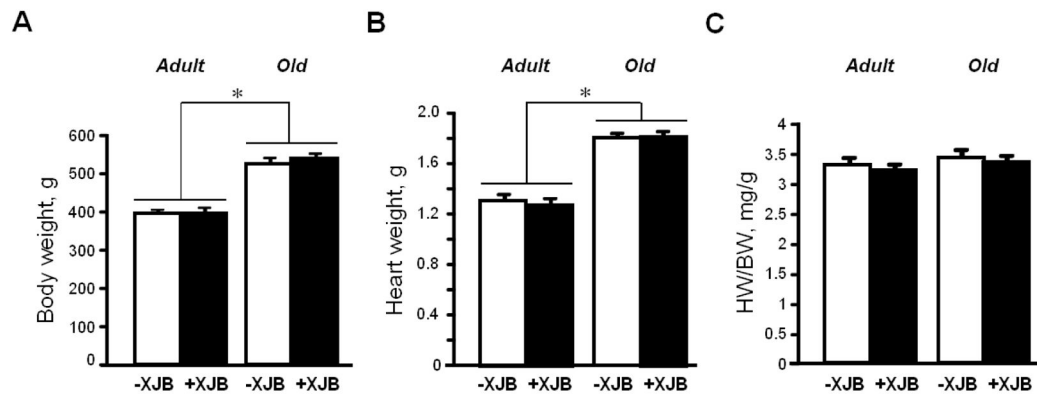 A
Adult Old
*
Body weight, g
600
500
400
300
200
100
0
-XJB +XJB -XJB +XJB
B
Adult Old
*
Heart weight, g
2.0
1.6
1.2
0.8
0.4
0
-XJB +XJB -XJB +XJB
C
Adult Old
HW/BW, mg/g
4
3.5
3
2.5
2
1.5
1
0.5
0
-XJB +XJB -XJB +XJB